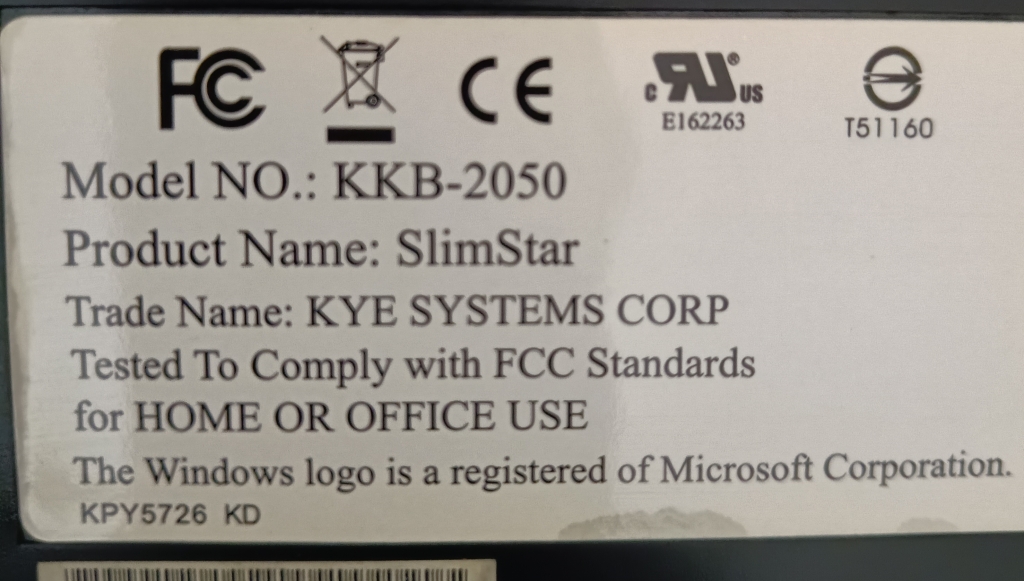 FC CE c RU® US
E162263
T51160
Model NO.: KKB-2050
Product Name: SlimStar
Trade Name: KYE SYSTEMS CORP
Tested To Comply with FCC Standards
for HOME OR OFFICE USE
The Windows logo is a registered of Microsoft Corporation.
KPY5726 KD